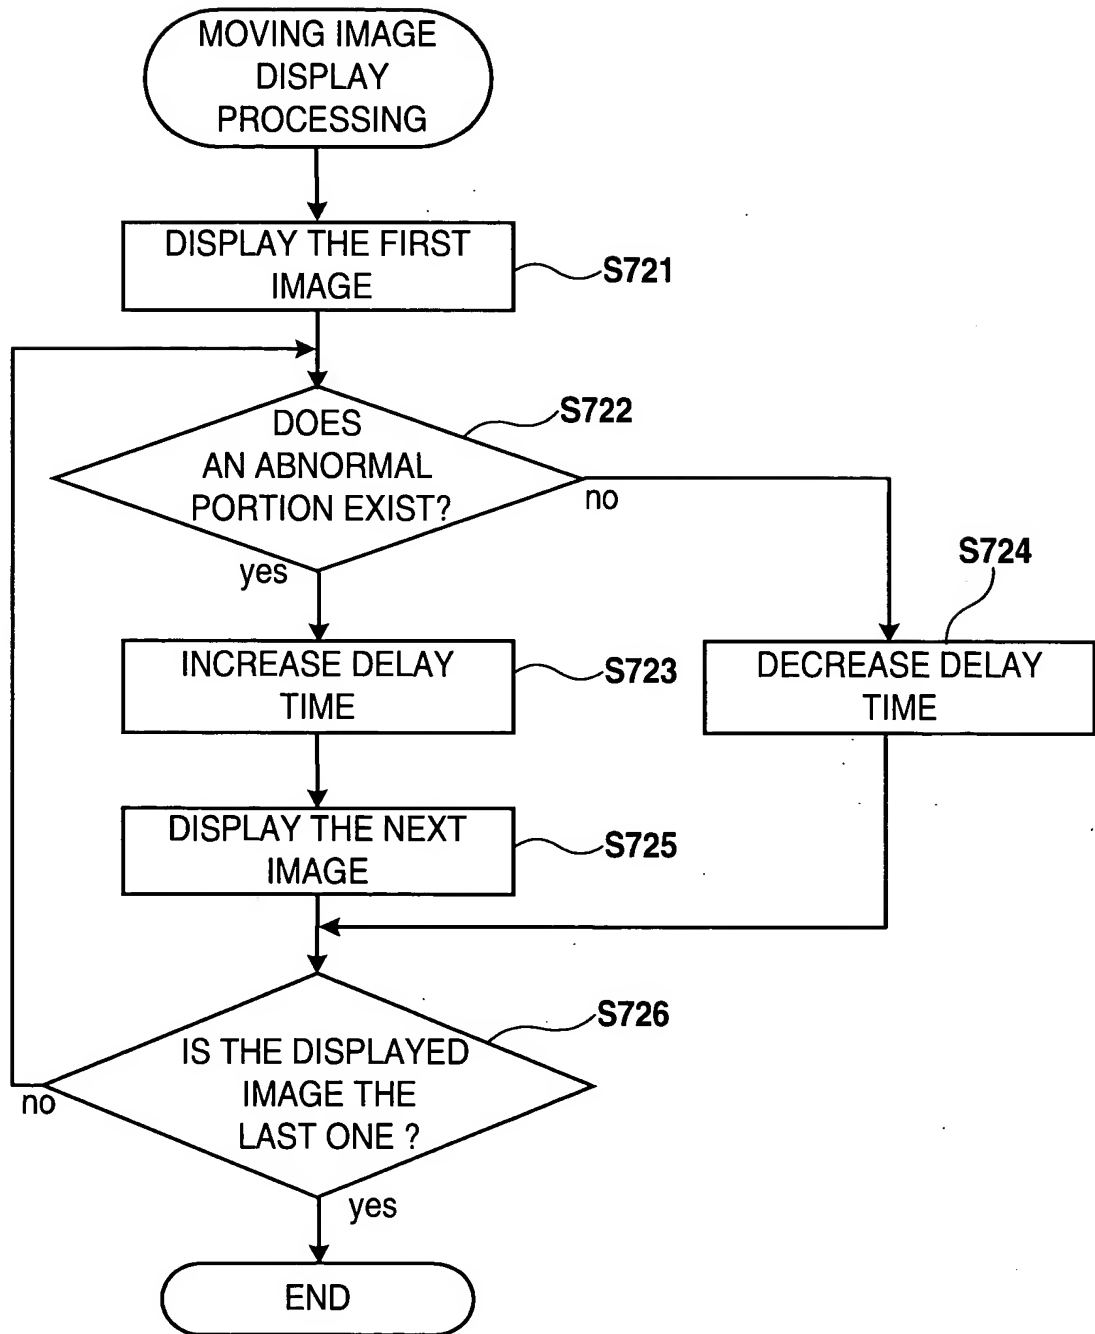 MOVING IMAGE
DISPLAY
PROCESSING
DISPLAY THE FIRST
IMAGE
S721
DOES
AN ABNORMAL
PORTION EXIST?
S722
no
yes
S724
INCREASE DELAY
TIME
S723
DECREASE DELAY
TIME
DISPLAY THE NEXT
IMAGE
S725
S726
IS THE DISPLAYED
IMAGE THE
LAST ONE ?
no
yes
END